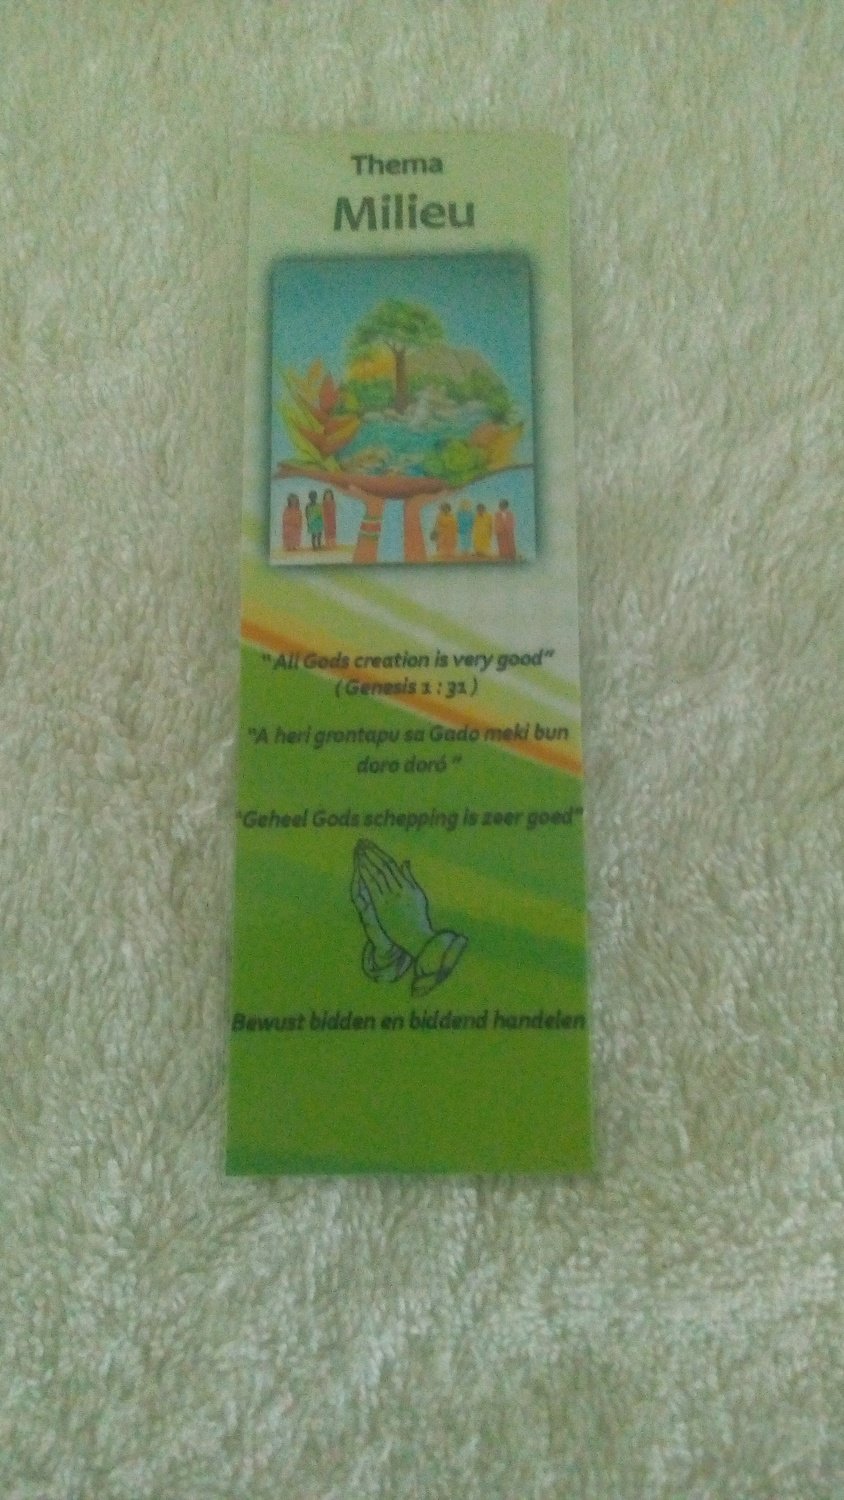 Thema
Milieu
"All Gods creation is very good"
(Genesis 1 : 31)
"A heri grontapu sa Gado meki bun
doro doró"
"Geheel Gods schepping is zeer goed"
Bewust bidden en biddend handelen